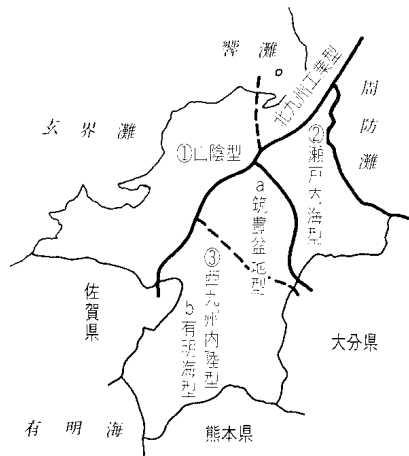 響灘
玄界灘
北九州工業型
周防灘
①山陰型
②瀬戸内海型
a筑豊盆地型
③西九州内陸型
b有明海型
佐賀県
大分県
有明海
熊本県